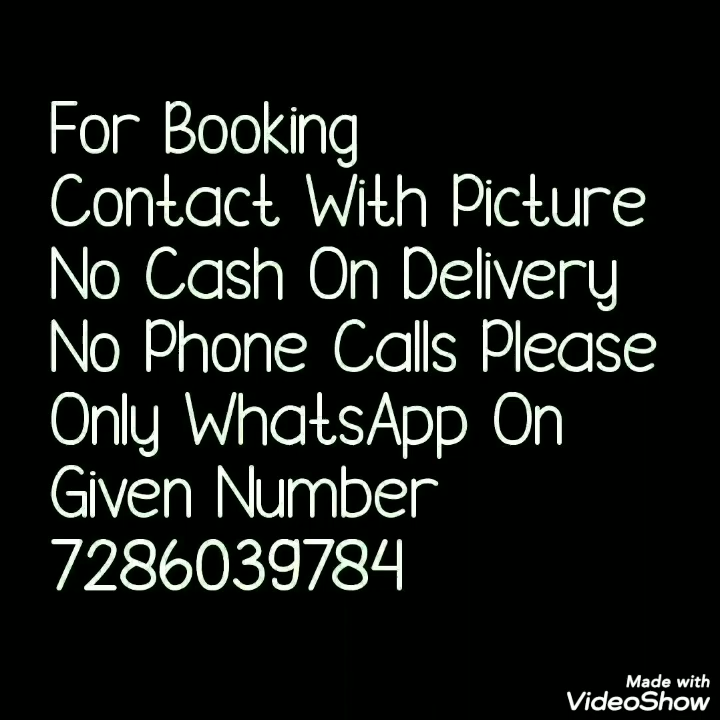 For Booking
Contact With Picture
No Cash On Delivery
No Phone Calls Please
Only WhatsApp On
Given Number
7286039784
Made with
VideoShow